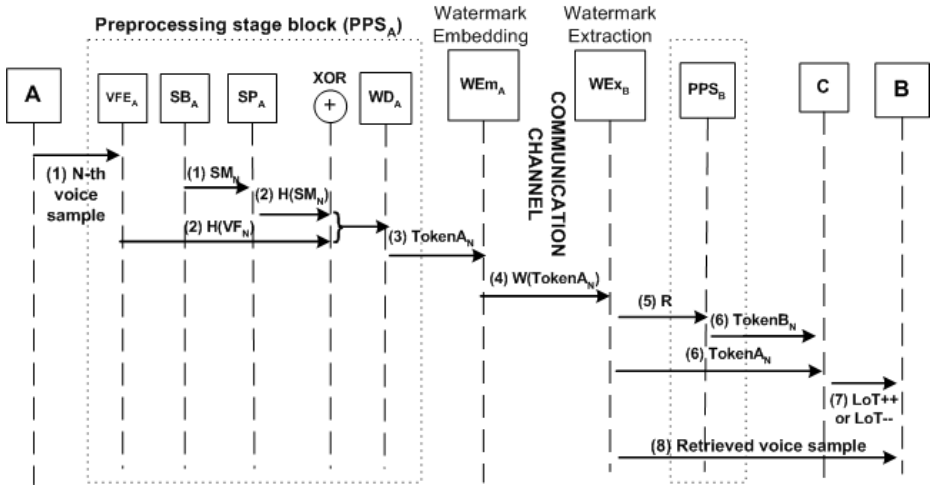 Preprocessing stage block (PPS_A)
Watermark
Embedding
Watermark
Extraction
A
VFE_A
SB_A
SP_A
XOR
+
WD_A
WEm_A
WEx_B
PPS_B
C
B
COMMUNICATION
CHANNEL
(1) N-th
voice
sample
(1) SM_N
(2) H(SM_N)
(2) H(VF_N)
(3) TokenA_N
(4) W(TokenA_N)
(5) R
(6) TokenB_N
(6) TokenA_N
(7) LoT++
or LoT--
(8) Retrieved voice sample